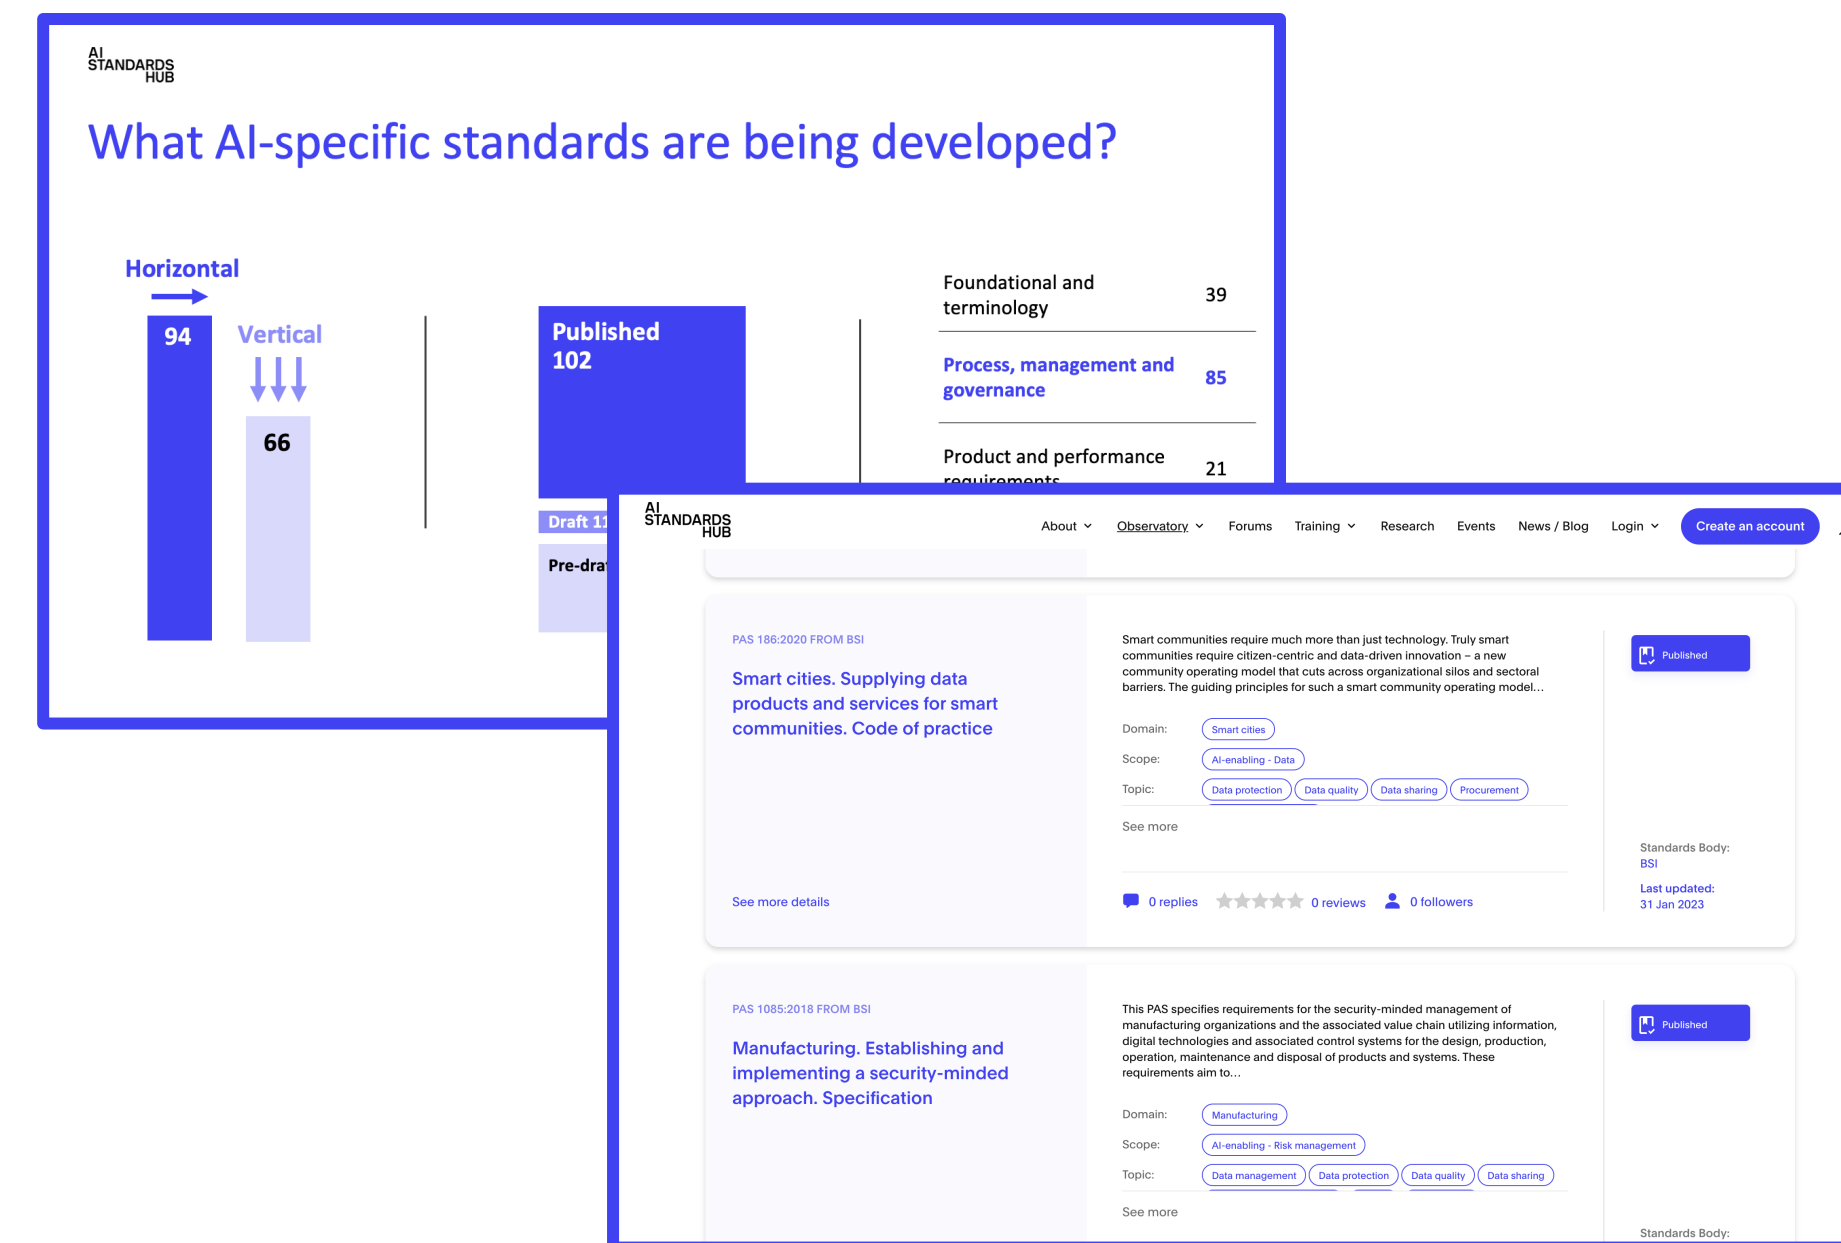 AI
STANDARDS
HUB
What AI-specific standards are being developed?
Horizontal
94
Vertical
66
Published
102
Draft 11
Pre-dra
Foundational and
terminology
39
Process, management and
governance
85
Product and performance
requirements
21
AI
STANDARDS
HUB
About
Observatory
Forums
Training
Research
Events
News / Blog
Login
Create an account
PAS 186:2020 FROM BSI
Smart cities. Supplying data
products and services for smart
communities. Code of practice
See more details
Smart communities require much more than just technology. Truly smart
communities require citizen-centric and data-driven innovation – a new
community operating model that cuts across organizational silos and sectoral
barriers. The guiding principles for such a smart community operating model...
Domain: Smart cities
Scope: AI-enabling - Data
Topic: Data protection Data quality Data sharing Procurement
See more
0 replies 0 reviews 0 followers
Published
Standards Body:
BSI
Last updated:
31 Jan 2023
PAS 1085:2018 FROM BSI
Manufacturing. Establishing and
implementing a security-minded
approach. Specification
This PAS specifies requirements for the security-minded management of
manufacturing organizations and the associated value chain utilizing information,
digital technologies and associated control systems for the design, production,
operation, maintenance and disposal of products and systems. These
requirements aim to...
Domain: Manufacturing
Scope: AI-enabling - Risk management
Topic: Data management Data protection Data quality Data sharing
See more
Published
Standards Body: